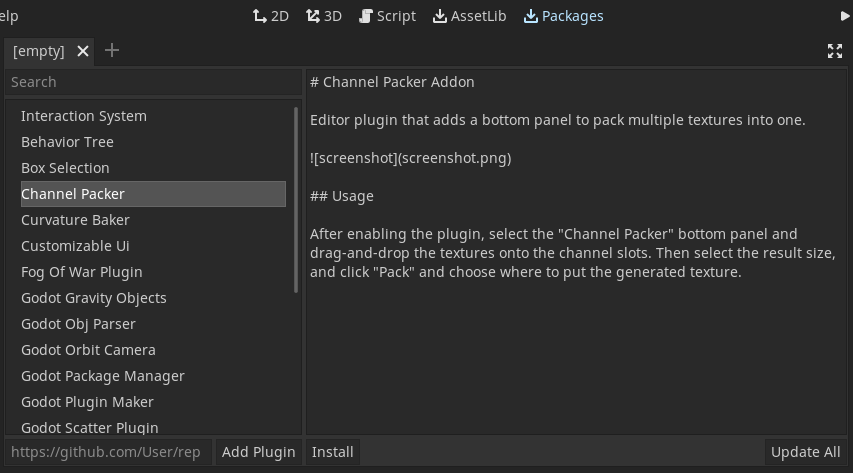 elp
2D 3D Script AssetLib Packages
[empty]
Search
Interaction System
Behavior Tree
Box Selection
Channel Packer
Curvature Baker
Customizable Ui
Fog Of War Plugin
Godot Gravity Objects
Godot Obj Parser
Godot Orbit Camera
Godot Package Manager
Godot Plugin Maker
Godot Scatter Plugin
# Channel Packer Addon
Editor plugin that adds a bottom panel to pack multiple textures into one.
![screenshot](screenshot.png)
## Usage
After enabling the plugin, select the "Channel Packer" bottom panel and
drag-and-drop the textures onto the channel slots. Then select the result size,
and click "Pack" and choose where to put the generated texture.
https://github.com/User/rep Add Plugin Install Update All